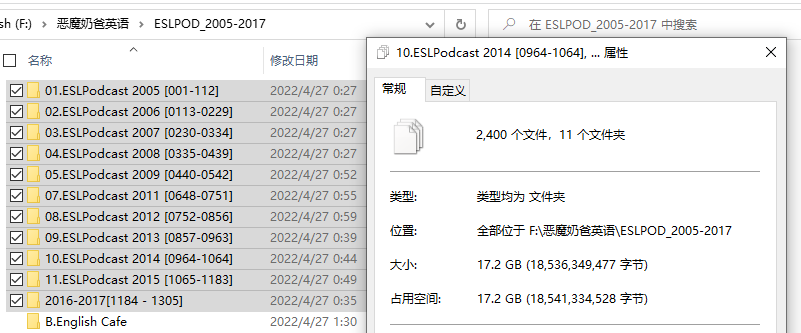 sh (F:) > 恶魔奶爸英语 > ESLPOD_2005-2017
在 ESLPOD_2005-2017 中搜索
名称 修改日期
01.ESLPodcast 2005 [001-112] 2022/4/27 0:27
02.ESLPodcast 2006 [0113-0229] 2022/4/27 0:27
03.ESLPodcast 2007 [0230-0334] 2022/4/27 0:27
04.ESLPodcast 2008 [0335-0439] 2022/4/27 0:27
05.ESLPodcast 2009 [0440-0542] 2022/4/27 0:52
07.ESLPodcast 2011 [0648-0751] 2022/4/27 0:55
08.ESLPodcast 2012 [0752-0856] 2022/4/27 0:59
09.ESLPodcast 2013 [0857-0963] 2022/4/27 0:39
10.ESLPodcast 2014 [0964-1064] 2022/4/27 0:44
11.ESLPodcast 2015 [1065-1183] 2022/4/27 0:49
2016-2017[1184 - 1305] 2022/4/27 0:35
B.English Cafe 2022/4/27 1:30
10.ESLPodcast 2014 [0964-1064], ... 属性
常规 自定义
2,400 个文件，11 个文件夹
类型: 类型均为 文件夹
位置: 全部位于 F:\恶魔奶爸英语\ESLPOD_2005-2017
大小: 17.2 GB (18,536,349,477 字节)
占用空间: 17.2 GB (18,541,334,528 字节)